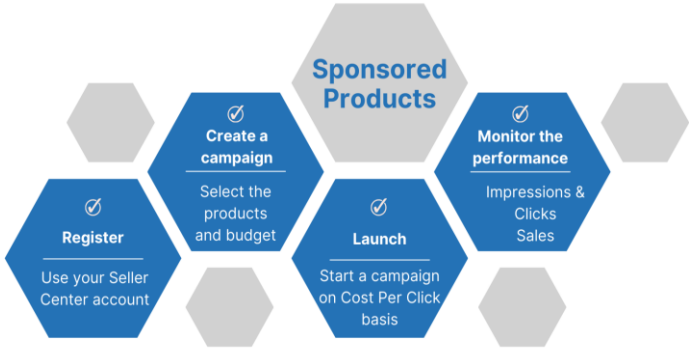 Sponsored
Products
Register
Use your Seller
Center account
Create a
campaign
Select the
products
and budget
Launch
Start a campaign
on Cost Per Click
basis
Monitor the
performance
Impressions &
Clicks
Sales